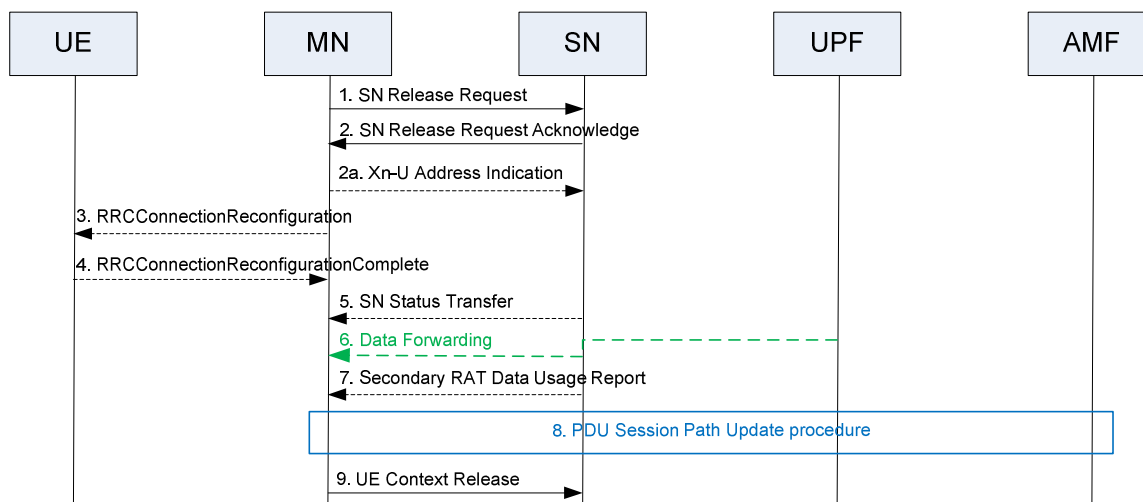 UE
MN
SN
UPF
AMF
1. SN Release Request
2. SN Release Request Acknowledge
2a. Xn-U Address Indication
3. RRCConnectionReconfiguration
4. RRCConnectionReconfigurationComplete
5. SN Status Transfer
6. Data Forwarding
7. Secondary RAT Data Usage Report
8. PDU Session Path Update procedure
9. UE Context Release